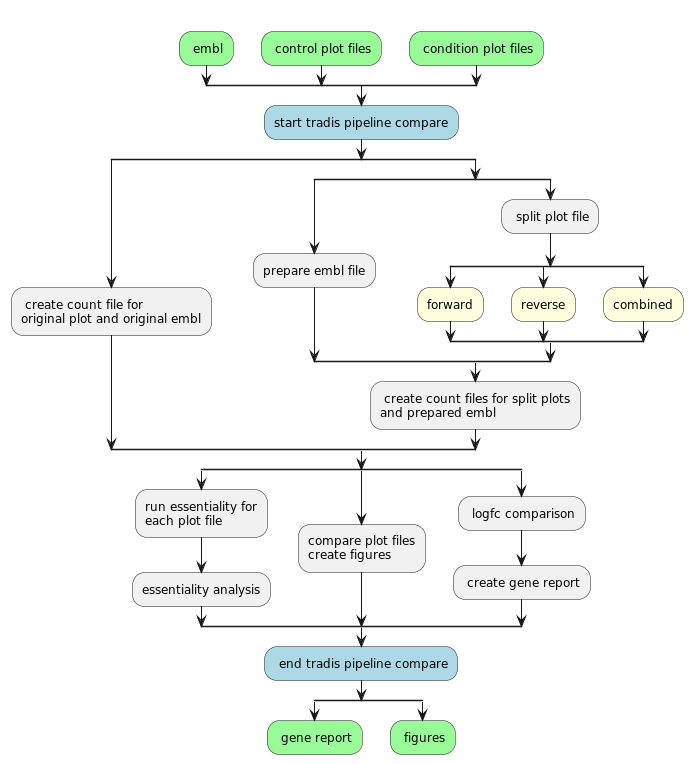 embl
control plot files
condition plot files
start tradis pipeline compare
split plot file
prepare embl file
create count file for
original plot and original embl
forward
reverse
combined
create count files for split plots
and prepared embl
run essentiality for
each plot file
logfc comparison
compare plot files
create figures
essentiality analysis
create gene report
end tradis pipeline compare
gene report
figures